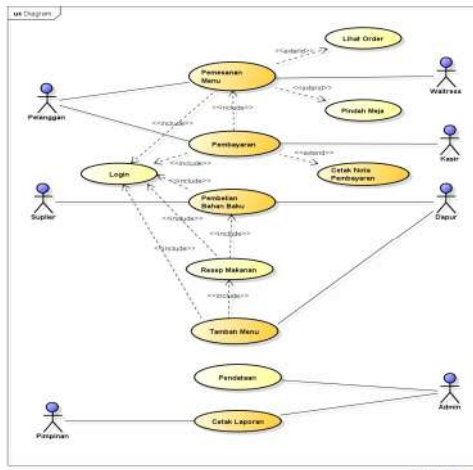 uc Diagram
Lihat Order
<<extend>>
Pemesanan
Menu
Pelanggan
Waitress
<<extend>>
Pindah Meja
<<include>>
<<include>>
Pembayaran
Kasir
<<include>>
<<extend>>
Login
Cetak Nota
Pembayaran
<<include>>
Suplier
Pembelian
Bahan Baku
Dapur
<<include>>
<<include>>
Resep Makanan
<<include>>
<<include>>
Tambah Menu
Pendataan
Admin
Cetak Laporan
Pimpinan